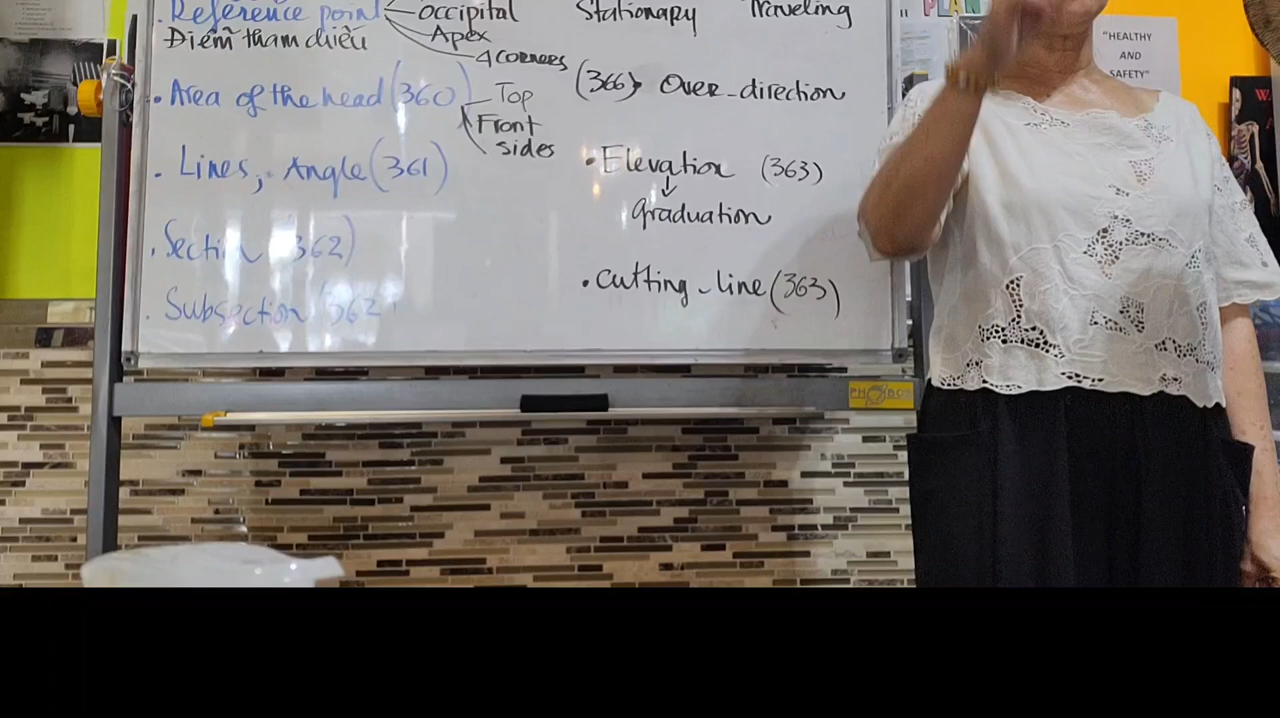 . Reference point
Điểm tham chiếu
occipital
Apex
4 corners
Stationary
Traveling
• Area of the head (360)
Top
Front
sides
(366) Over-direction
. Lines, Angle (361)
• Elevation (363)
graduation
. Section (362)
. Subsection (362
• Cutting-line (363)
PLAN
"HEALTHY
AND
SAFETY"